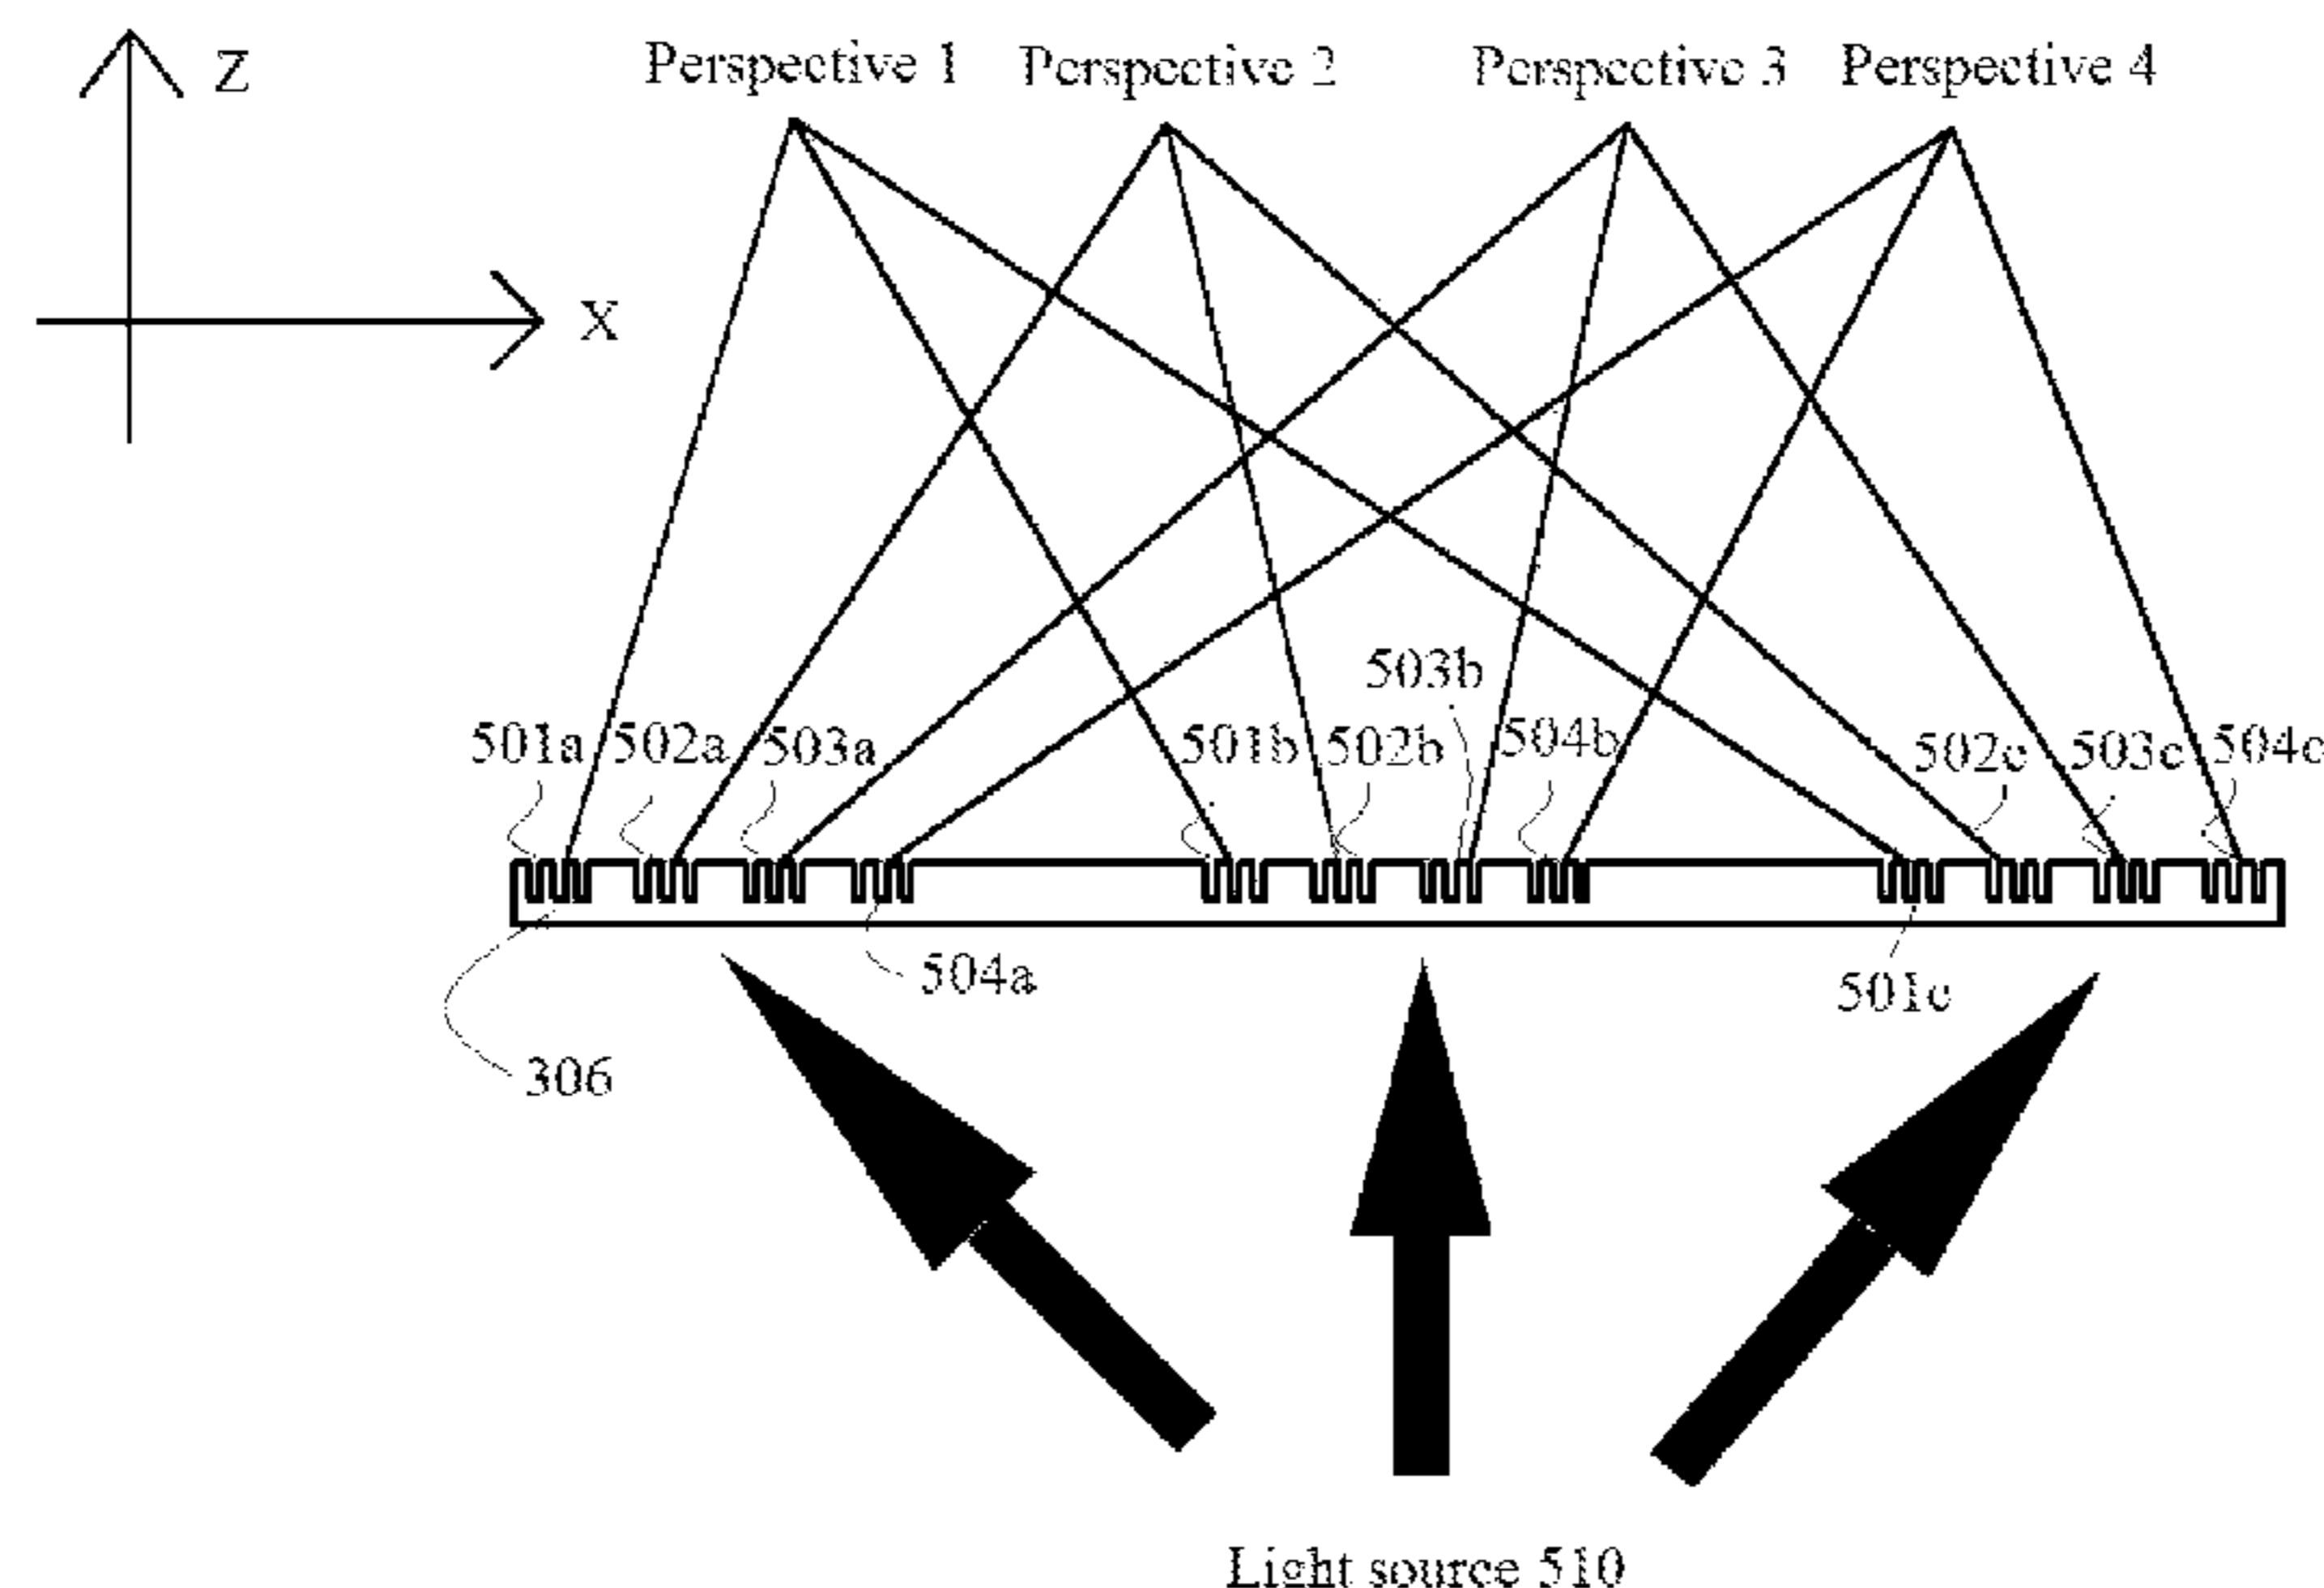 Z
Perspective 1 Perspective 2 Perspective 3 Perspective 4
X
503b
501a 502a 503a 501b 502b 504b 502c 503c 504c
504a 501c
306
Light source 510